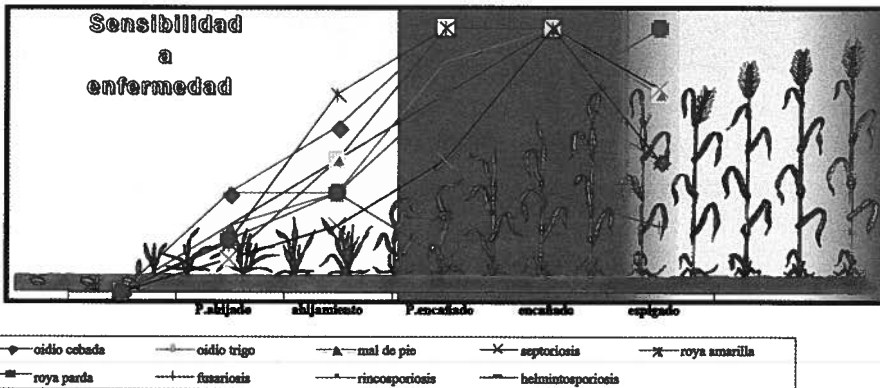 Sensibilidad
a
enfermedad
P.ahijado ahijamiento P.encañado encañado espigado
oidio cebada oidio trigo mal de pie septoriosis roya amarilla
roya parda fusariosis rincosporiosis helmintosporiosis